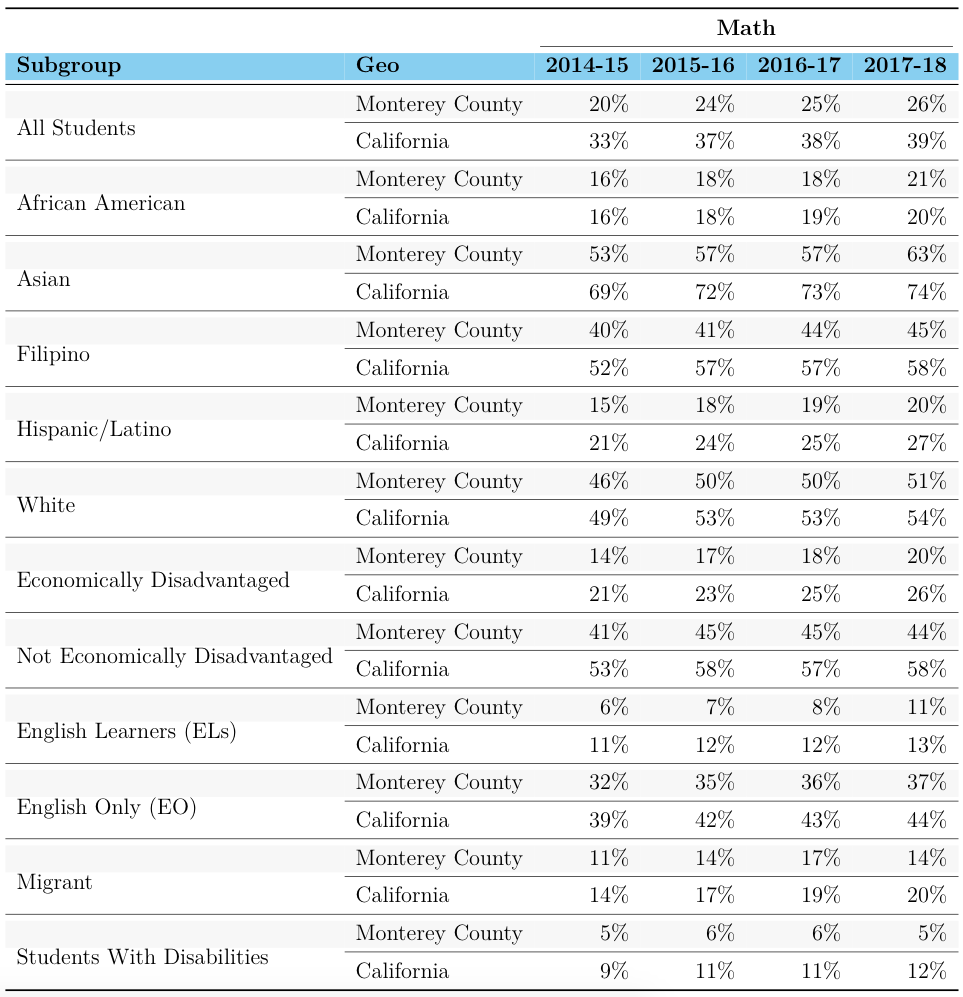 Math
Subgroup Geo 2014-15 2015-16 2016-17 2017-18
All Students
Monterey County 20% 24% 25% 26%
California 33% 37% 38% 39%
African American
Monterey County 16% 18% 18% 21%
California 16% 18% 19% 20%
Asian
Monterey County 53% 57% 57% 63%
California 69% 72% 73% 74%
Filipino
Monterey County 40% 41% 44% 45%
California 52% 57% 57% 58%
Hispanic/Latino
Monterey County 15% 18% 19% 20%
California 21% 24% 25% 27%
White
Monterey County 46% 50% 50% 51%
California 49% 53% 53% 54%
Economically Disadvantaged
Monterey County 14% 17% 18% 20%
California 21% 23% 25% 26%
Not Economically Disadvantaged
Monterey County 41% 45% 45% 44%
California 53% 58% 57% 58%
English Learners (ELs)
Monterey County 6% 7% 8% 11%
California 11% 12% 12% 13%
English Only (EO)
Monterey County 32% 35% 36% 37%
California 39% 42% 43% 44%
Migrant
Monterey County 11% 14% 17% 14%
California 14% 17% 19% 20%
Students With Disabilities
Monterey County 5% 6% 6% 5%
California 9% 11% 11% 12%